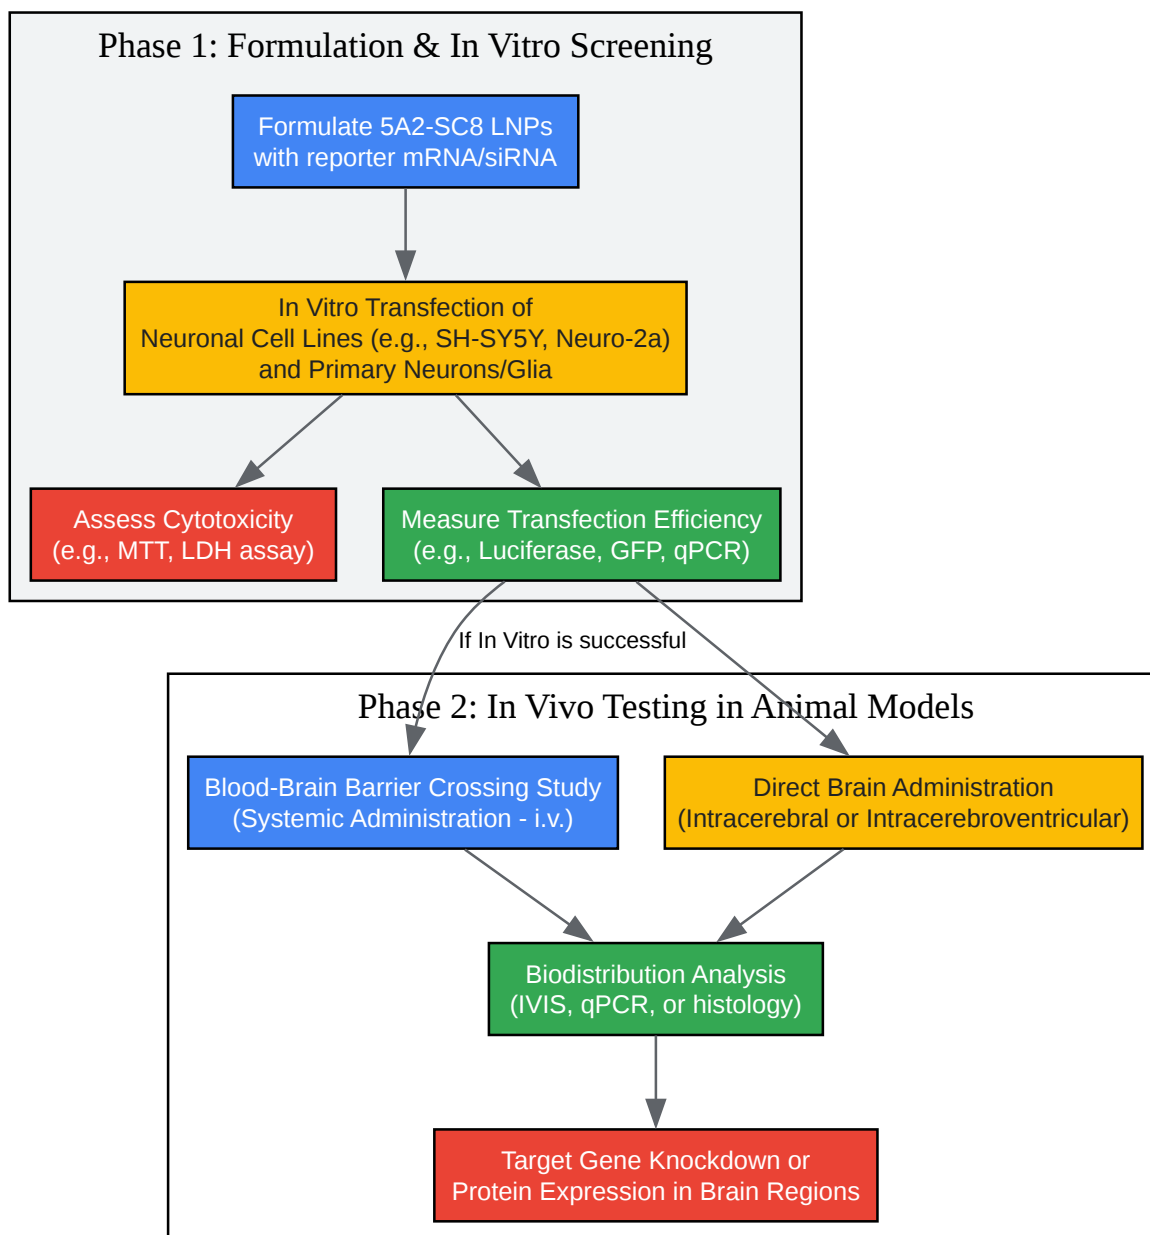 Phase 1: Formulation & In Vitro Screening
Formulate 5A2-SC8 LNPs
with reporter mRNA/siRNA
In Vitro Transfection of
Neuronal Cell Lines (e.g., SH-SY5Y, Neuro-2a)
and Primary Neurons/Glia
Assess Cytotoxicity
(e.g., MTT, LDH assay)
Measure Transfection Efficiency
(e.g., Luciferase, GFP, qPCR)
If In Vitro is successful
Phase 2: In Vivo Testing in Animal Models
Blood-Brain Barrier Crossing Study
(Systemic Administration - i.v.)
Direct Brain Administration
(Intracerebral or Intracerebroventricular)
Biodistribution Analysis
(IVIS, qPCR, or histology)
Target Gene Knockdown or
Protein Expression in Brain Regions